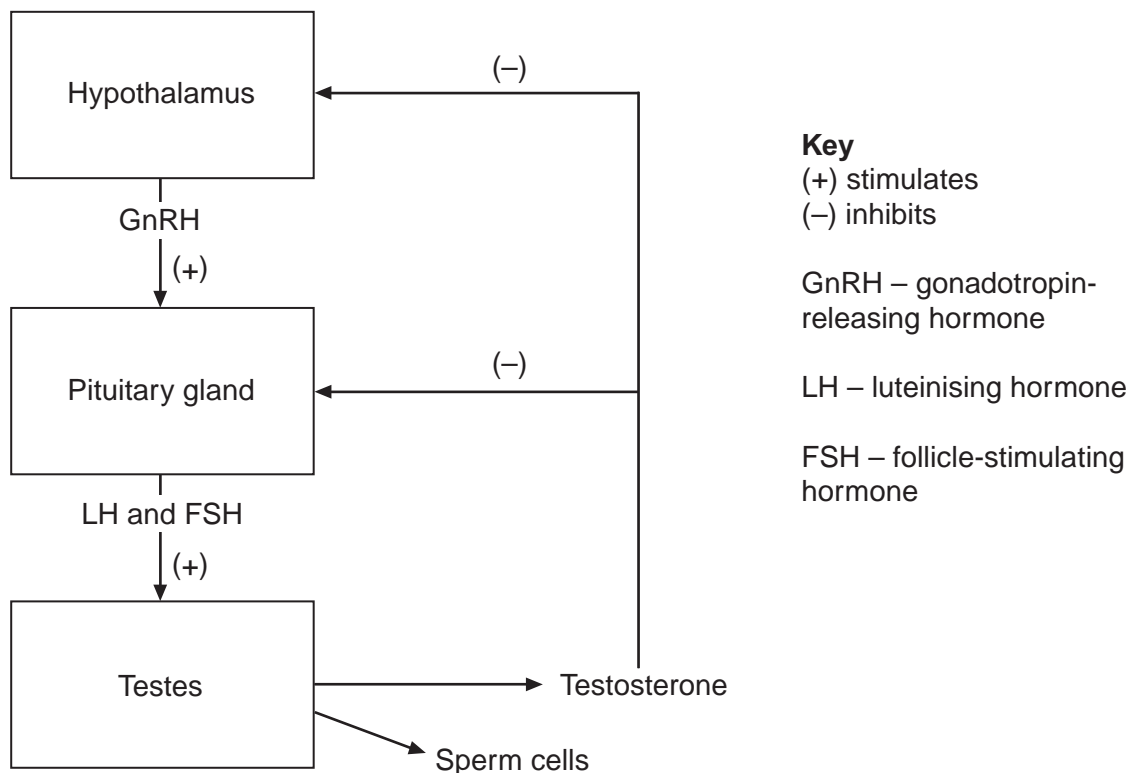 (–)
Hypothalamus
Key
(+) stimulates
(–) inhibits
GnRH
(+)
GnRH – gonadotropin-
releasing hormone
(–)
Pituitary gland
LH – luteinising hormone
FSH – follicle-stimulating
hormone
LH and FSH
(+)
Testes
Testosterone
Sperm cells